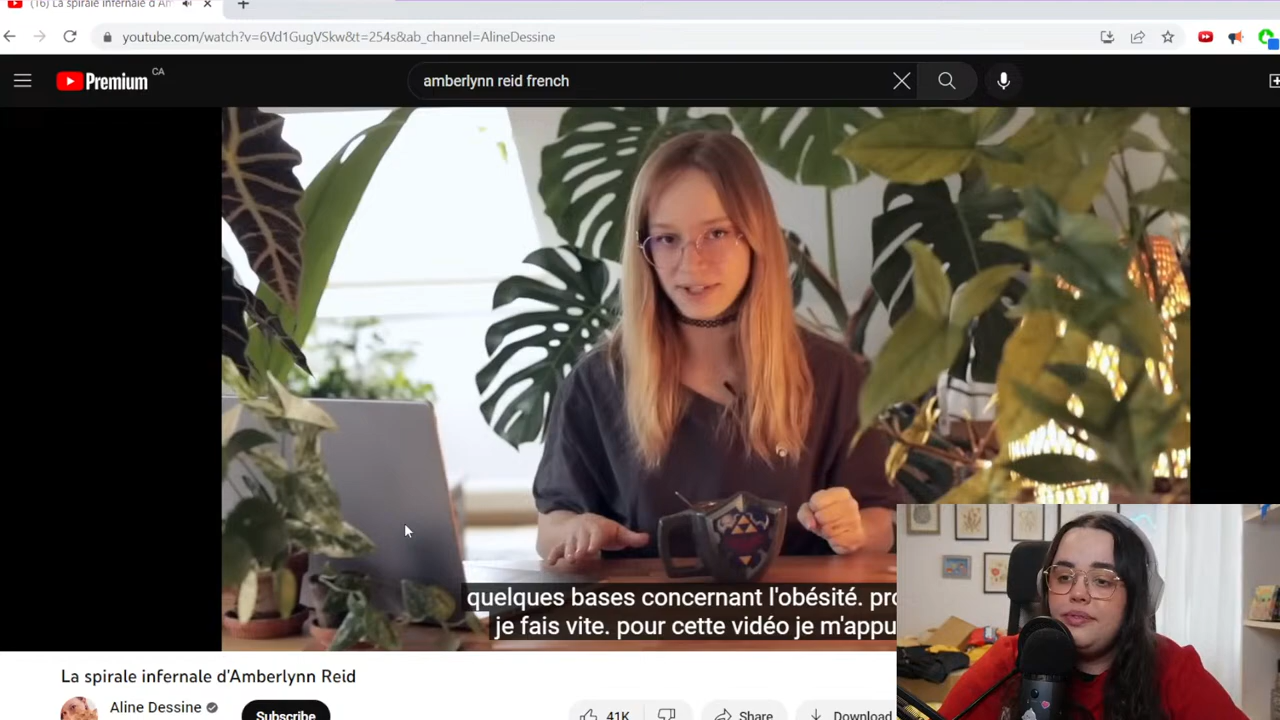 (16) La spirale infernale d'Am
youtube.com/watch?v=6Vd1GugVSkw&t=254s&ab_channel=AlineDessine
Premium CA
amberlynn reid french
quelques bases concernant l'obésité. pro
je fais vite. pour cette vidéo je m'appu
La spirale infernale d'Amberlynn Reid
Aline Dessine
Subscribe
41K
Share
Download